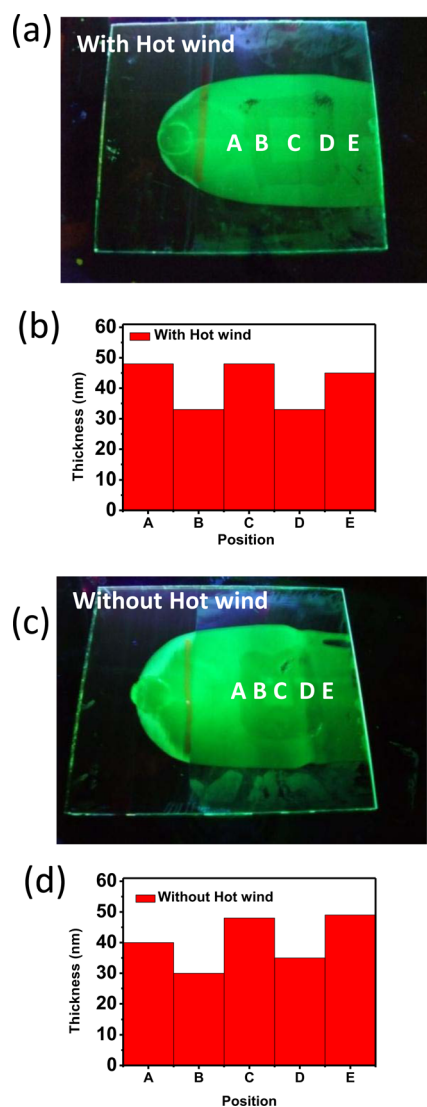 (a)
With Hot wind
A B C D E
(b)
60
50
40
30
20
10
0
Thickness (nm)
With Hot wind
A B C D E
Position
(c)
Without Hot wind
A B C D E
(d)
60
50
40
30
20
10
0
Thickness (nm)
Without Hot wind
A B C D E
Position